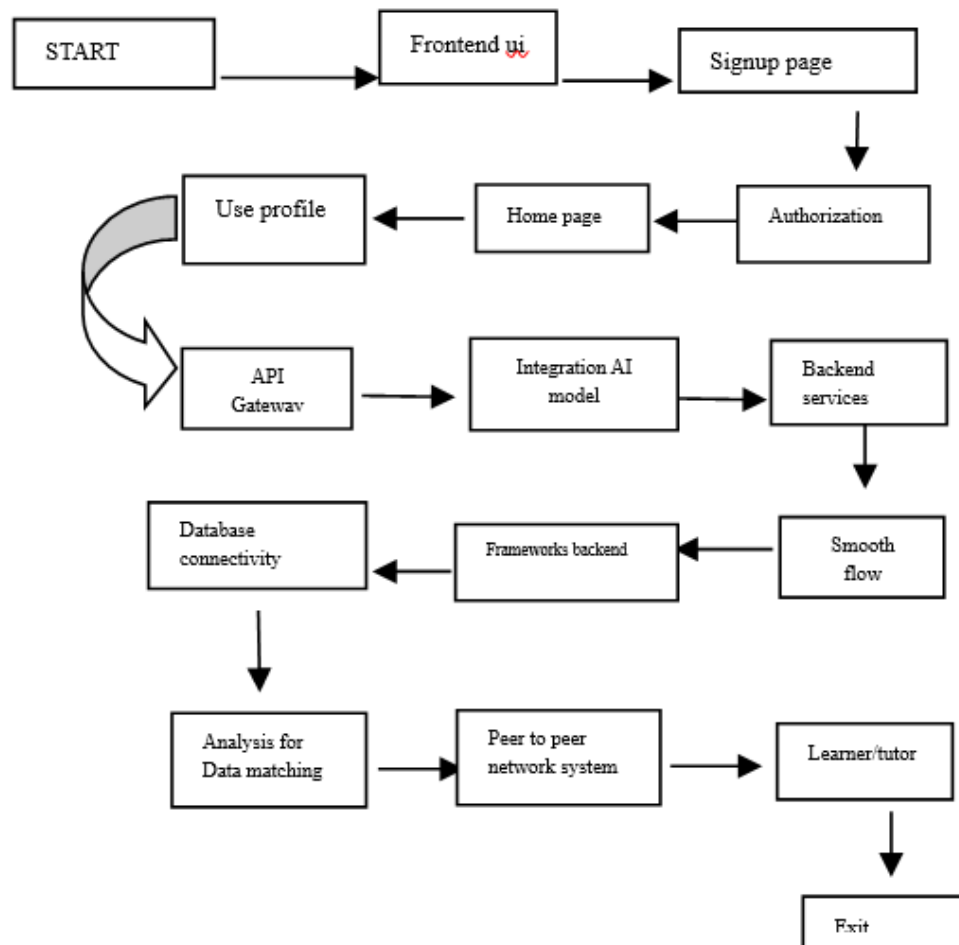 START
Frontend ui
Signup page
Use profile
Home page
Authorization
API
Gateway
Integration AI
model
Backend
services
Database
connectivity
Frameworks backend
Smooth
flow
Analysis for
Data matching
Peer to peer
network system
Learner/tutor
Exit